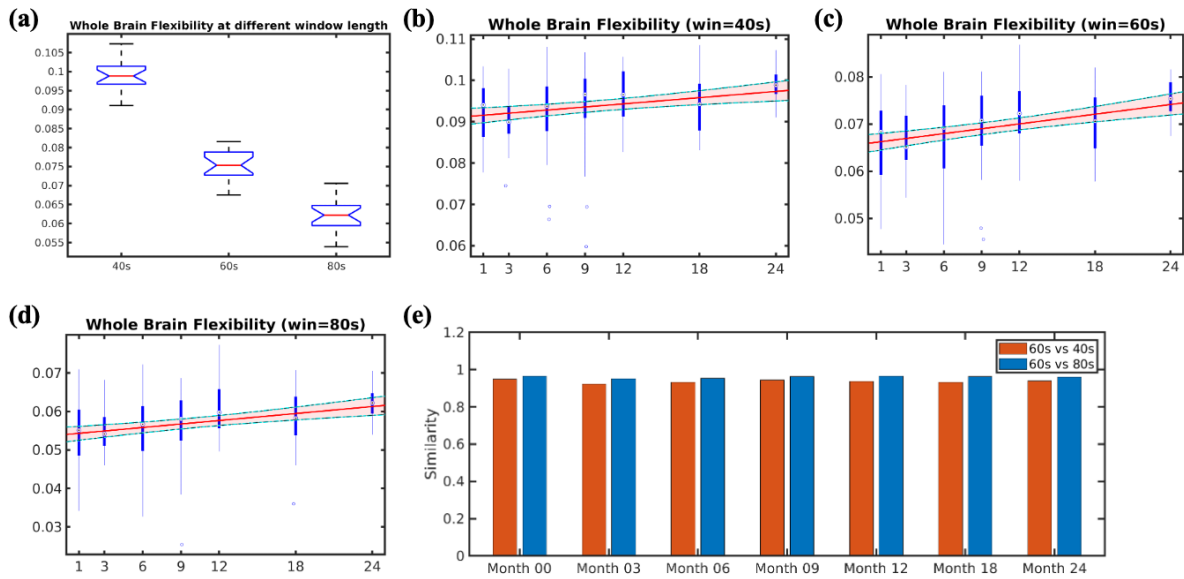 (a)
Whole Brain Flexibility at different window length
0.105
0.1
0.095
0.09
0.085
0.08
0.075
0.07
0.065
0.06
0.055
40s 60s 80s
(b)
Whole Brain Flexibility (win=40s)
0.11
0.1
0.09
0.08
0.07
0.06
1 3 6 9 12 18 24
(c)
Whole Brain Flexibility (win=60s)
0.08
0.07
0.06
0.05
1 3 6 9 12 18 24
(d)
Whole Brain Flexibility (win=80s)
0.07
0.06
0.05
0.04
0.03
1 3 6 9 12 18 24
(e)
Similarity
1.2
1
0.8
0.6
0.4
0.2
0
60s vs 40s
60s vs 80s
Month 00 Month 03 Month 06 Month 09 Month 12 Month 18 Month 24